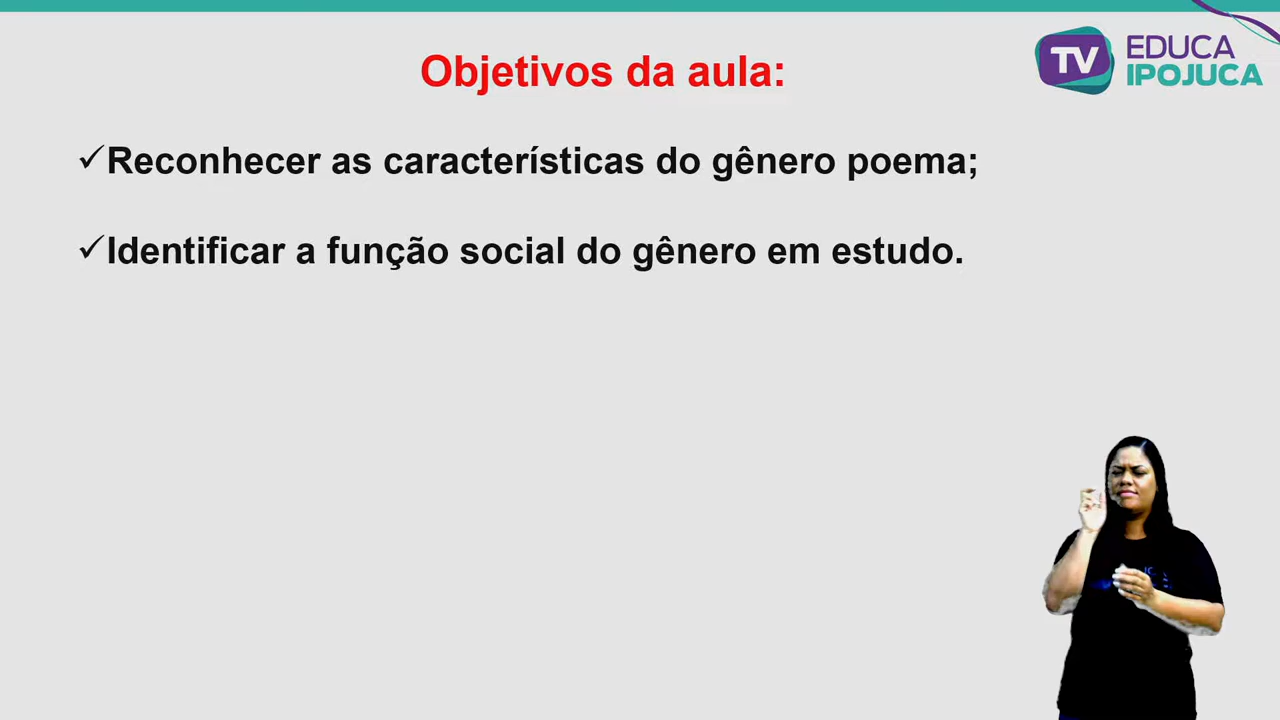 Objetivos da aula:
TV EDUCA
IPOJUCA
✓Reconhecer as características do gênero poema;
✓Identificar a função social do gênero em estudo.